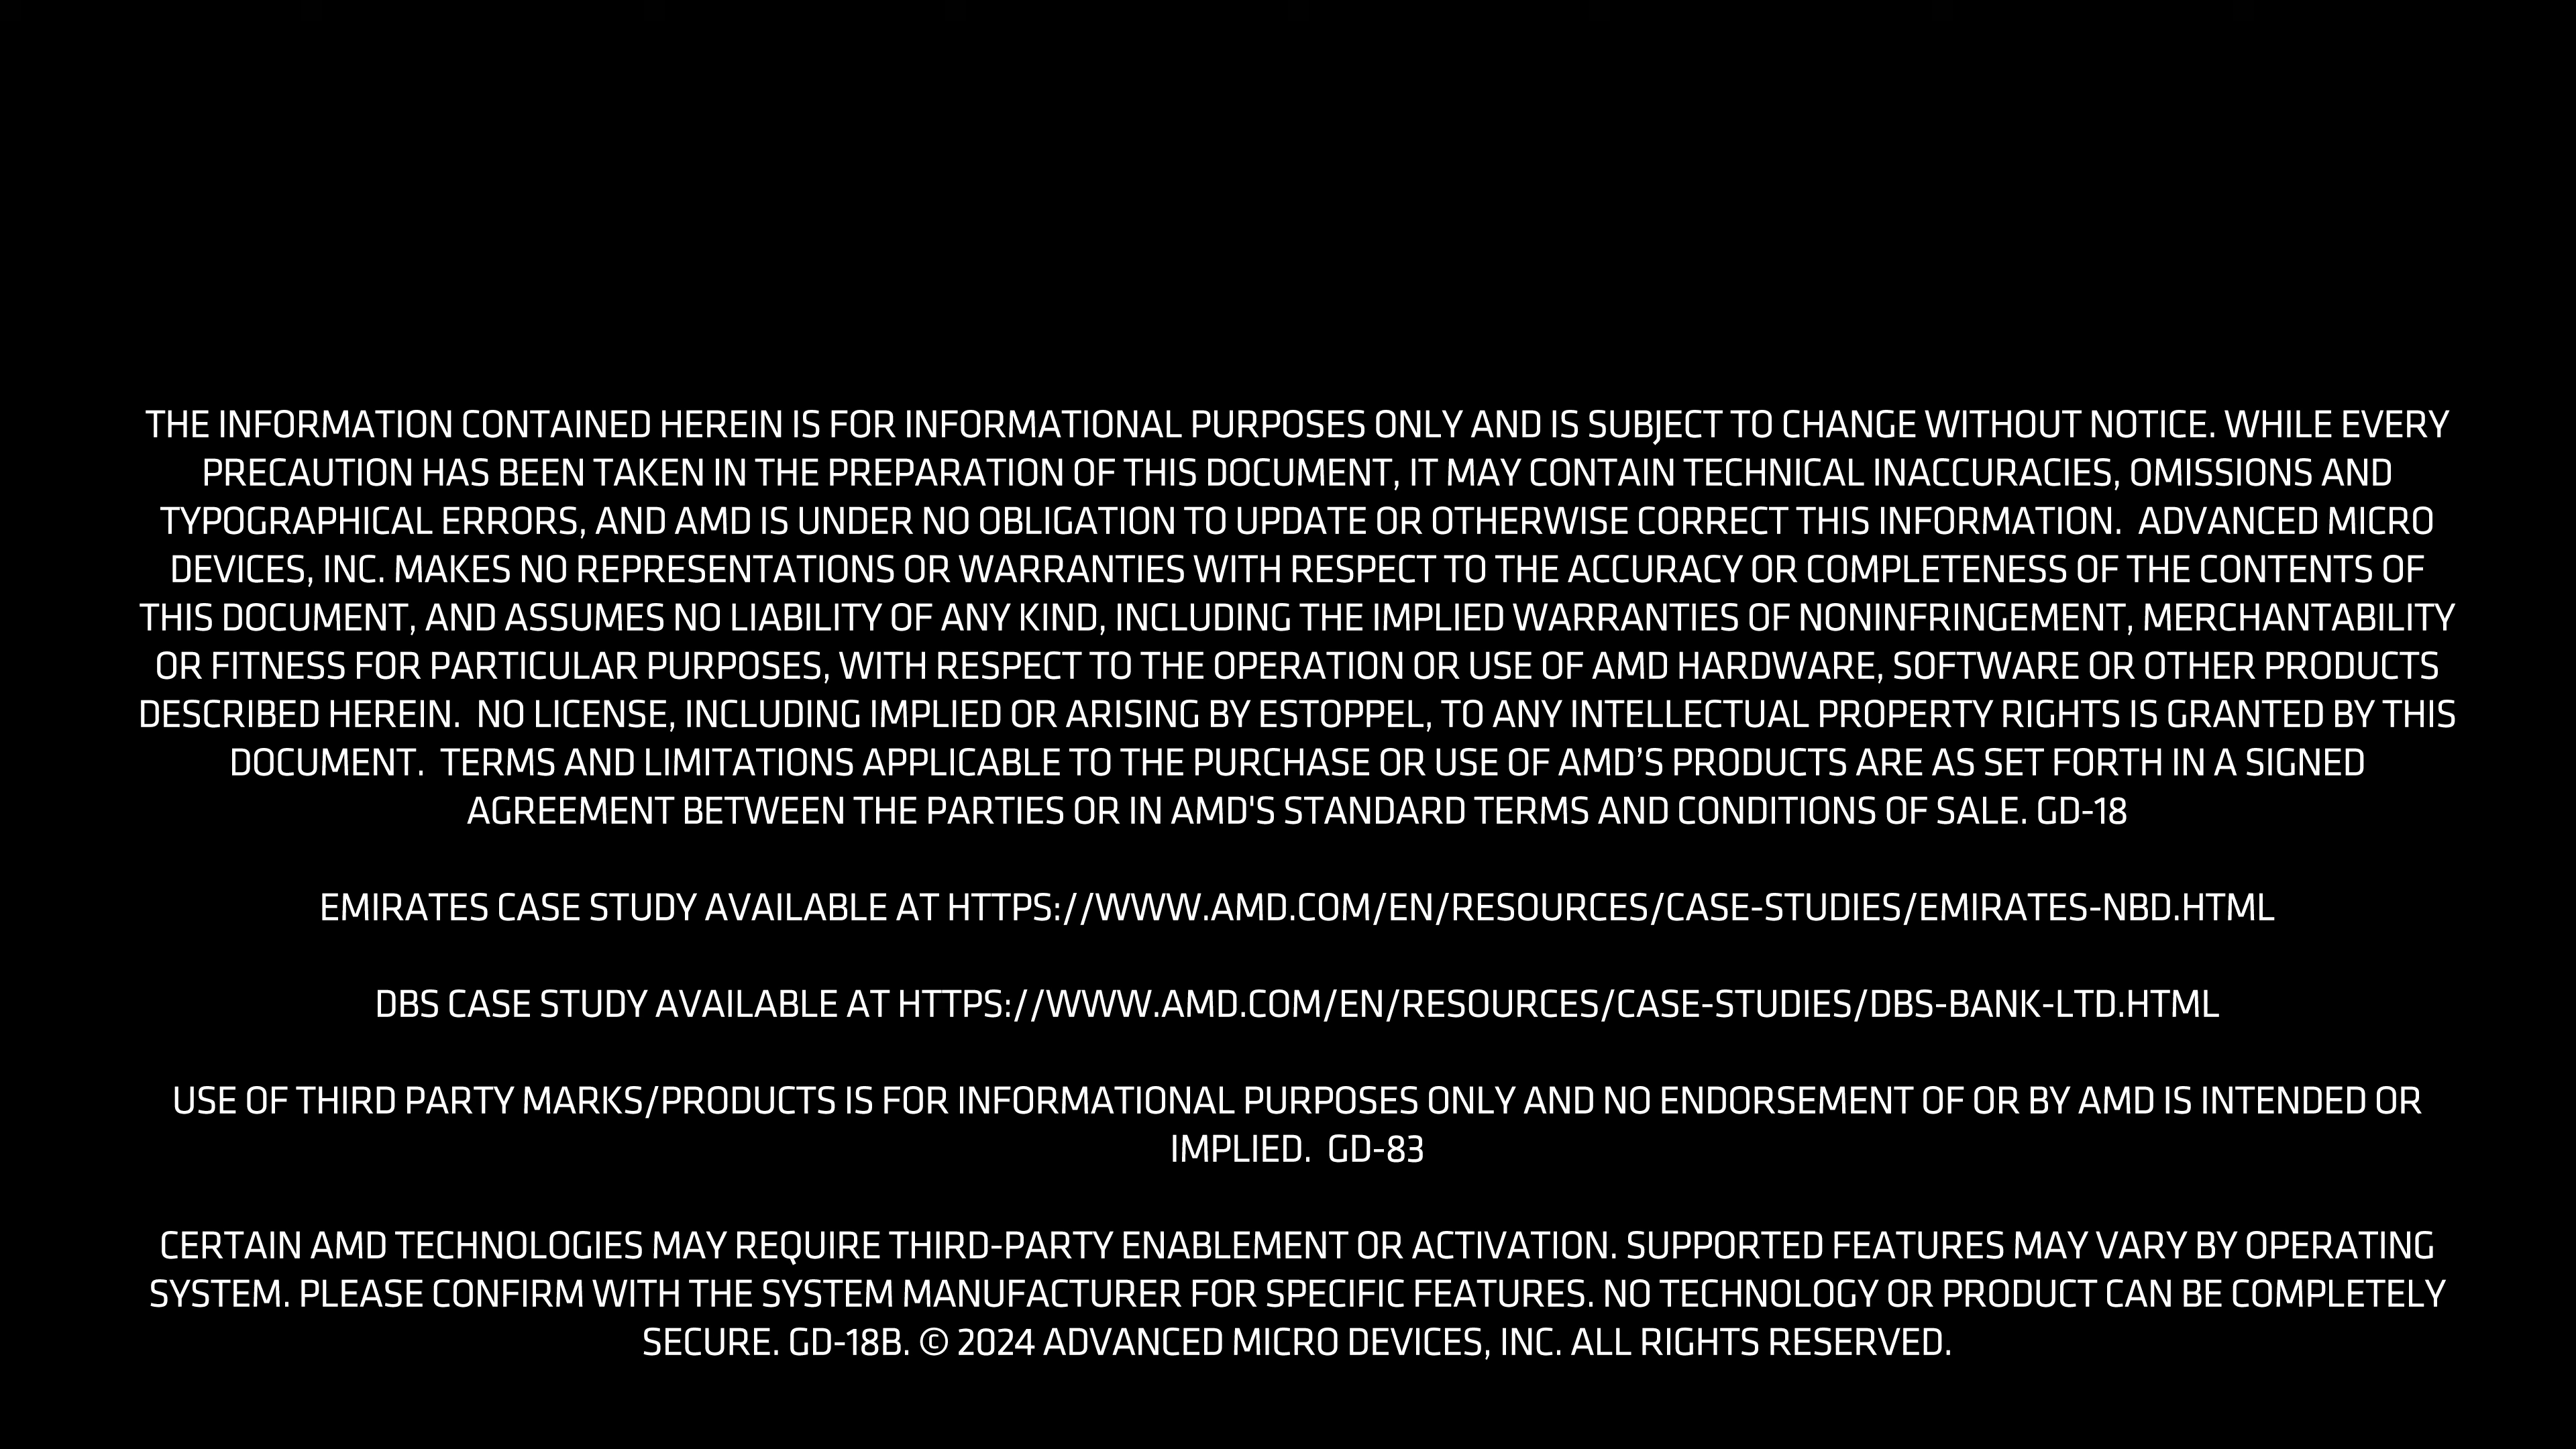 THE INFORMATION CONTAINED HEREIN IS FOR INFORMATIONAL PURPOSES ONLY AND IS SUBJECT TO CHANGE WITHOUT NOTICE. WHILE EVERY
PRECAUTION HAS BEEN TAKEN IN THE PREPARATION OF THIS DOCUMENT, IT MAY CONTAIN TECHNICAL INACCURACIES, OMISSIONS AND
TYPOGRAPHICAL ERRORS, AND AMD IS UNDER NO OBLIGATION TO UPDATE OR OTHERWISE CORRECT THIS INFORMATION.  ADVANCED MICRO
DEVICES, INC. MAKES NO REPRESENTATIONS OR WARRANTIES WITH RESPECT TO THE ACCURACY OR COMPLETENESS OF THE CONTENTS OF
THIS DOCUMENT, AND ASSUMES NO LIABILITY OF ANY KIND, INCLUDING THE IMPLIED WARRANTIES OF NONINFRINGEMENT, MERCHANTABILITY
OR FITNESS FOR PARTICULAR PURPOSES, WITH RESPECT TO THE OPERATION OR USE OF AMD HARDWARE, SOFTWARE OR OTHER PRODUCTS
DESCRIBED HEREIN.  NO LICENSE, INCLUDING IMPLIED OR ARISING BY ESTOPPEL, TO ANY INTELLECTUAL PROPERTY RIGHTS IS GRANTED BY THIS
DOCUMENT.  TERMS AND LIMITATIONS APPLICABLE TO THE PURCHASE OR USE OF AMD’S PRODUCTS ARE AS SET FORTH IN A SIGNED
AGREEMENT BETWEEN THE PARTIES OR IN AMD'S STANDARD TERMS AND CONDITIONS OF SALE. GD-18
EMIRATES CASE STUDY AVAILABLE AT HTTPS://WWW.AMD.COM/EN/RESOURCES/CASE-STUDIES/EMIRATES-NBD.HTML
DBS CASE STUDY AVAILABLE AT HTTPS://WWW.AMD.COM/EN/RESOURCES/CASE-STUDIES/DBS-BANK-LTD.HTML
USE OF THIRD PARTY MARKS/PRODUCTS IS FOR INFORMATIONAL PURPOSES ONLY AND NO ENDORSEMENT OF OR BY AMD IS INTENDED OR
IMPLIED.  GD-83
CERTAIN AMD TECHNOLOGIES MAY REQUIRE THIRD-PARTY ENABLEMENT OR ACTIVATION. SUPPORTED FEATURES MAY VARY BY OPERATING
SYSTEM. PLEASE CONFIRM WITH THE SYSTEM MANUFACTURER FOR SPECIFIC FEATURES. NO TECHNOLOGY OR PRODUCT CAN BE COMPLETELY
SECURE. GD-18B. © 2024 ADVANCED MICRO DEVICES, INC. ALL RIGHTS RESERVED.